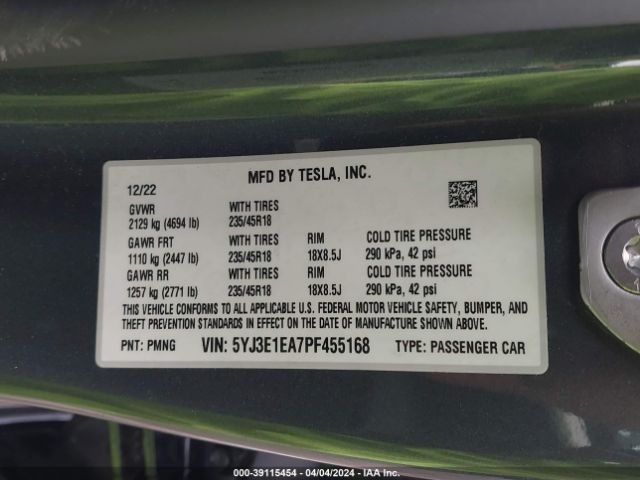 MFD BY TESLA, INC.
12/22
GVWR WITH TIRES
2129 kg (4694 lb) 235/45R18
GAWR FRT WITH TIRES RIM COLD TIRE PRESSURE
1110 kg (2447 lb) 235/45R18 18X8.5J 290 kPa, 42 psi
GAWR RR WITH TIRES RIM COLD TIRE PRESSURE
1257 kg (2771 lb) 235/45R18 18X8.5J 290 kPa, 42 psi
THIS VEHICLE CONFORMS TO ALL APPLICABLE U.S. FEDERAL MOTOR VEHICLE SAFETY, BUMPER, AND
THEFT PREVENTION STANDARDS IN EFFECT ON DATE OF MANUFACTURE SHOWN ABOVE.
PNT: PMNG VIN: 5YJ3E1EA7PF455168 TYPE: PASSENGER CAR
000-39115454 - 04/04/2024 - IAA Inc.